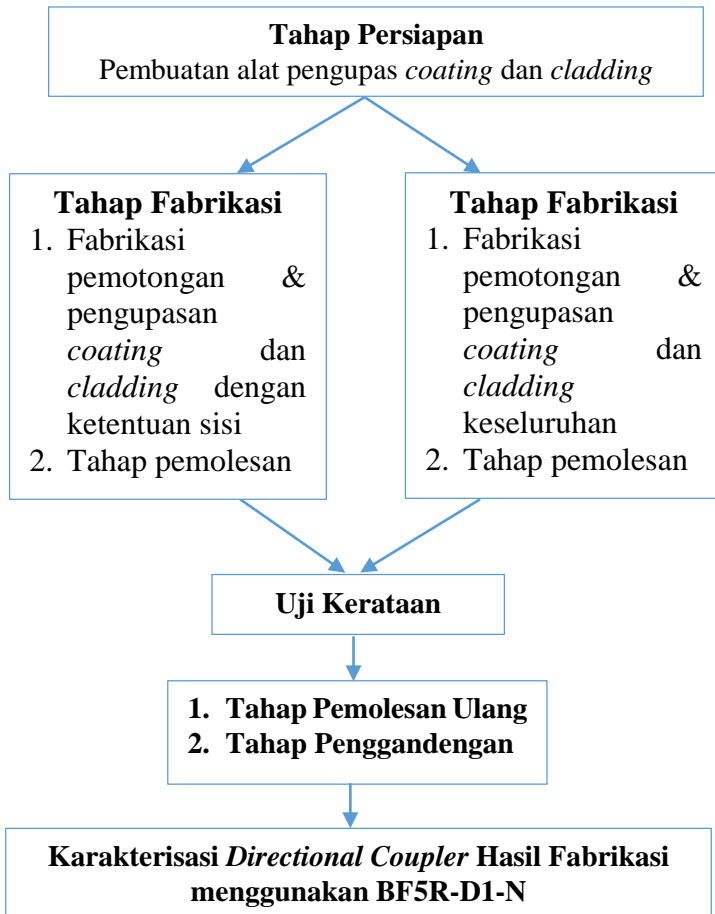 Tahap Persiapan
Pembuatan alat pengupas coating dan cladding
Tahap Fabrikasi
1. Fabrikasi
pemotongan &
pengupasan
coating dan
cladding dengan
ketentuan sisi
2. Tahap pemolesan
Tahap Fabrikasi
1. Fabrikasi
pemotongan &
pengupasan
coating dan
cladding
keseluruhan
2. Tahap pemolesan
Uji Kerataan
1. Tahap Pemolesan Ulang
2. Tahap Penggandengan
Karakterisasi Directional Coupler Hasil Fabrikasi
menggunakan BF5R-D1-N